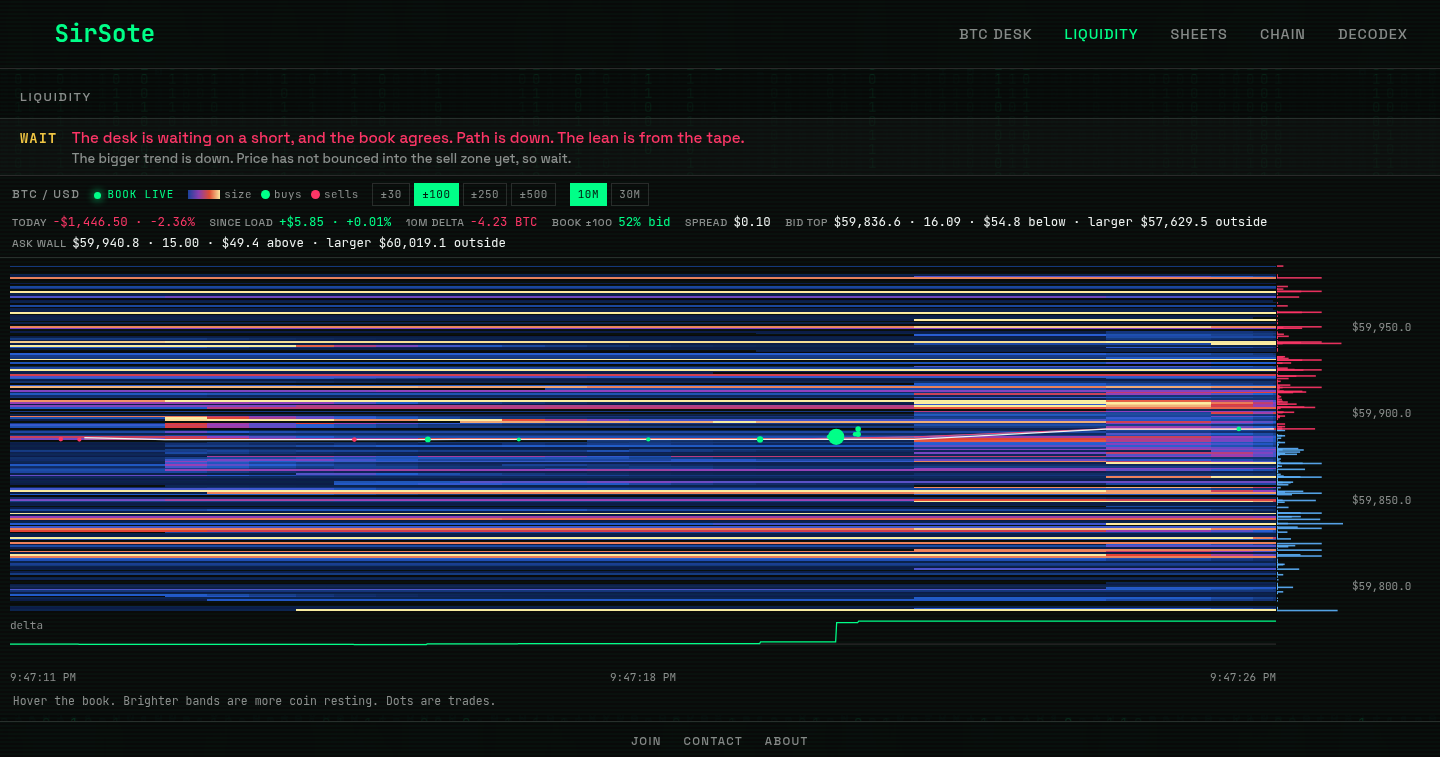 SirSote
BTC DESK LIQUIDITY SHEETS CHAIN DECODEX
LIQUIDITY
WAIT The desk is waiting on a short, and the book agrees. Path is down. The lean is from the tape.
The bigger trend is down. Price has not bounced into the sell zone yet, so wait.
BTC / USD BOOK LIVE size buys sells ±30 ±100 ±250 ±500 10M 30M
TODAY -$1,446.50 · -2.36% SINCE LOAD +$5.85 · +0.01% 10M DELTA -4.23 BTC BOOK ±100 52% bid SPREAD $0.10 BID TOP $59,836.6 · 16.09 · $54.8 below · larger $57,629.5 outside
ASK WALL $59,940.8 · 15.00 · $49.4 above · larger $60,019.1 outside
$59,950.0
$59,900.0
$59,850.0
$59,800.0
delta
9:47:11 PM 9:47:18 PM 9:47:26 PM
Hover the book. Brighter bands are more coin resting. Dots are trades.
JOIN CONTACT ABOUT